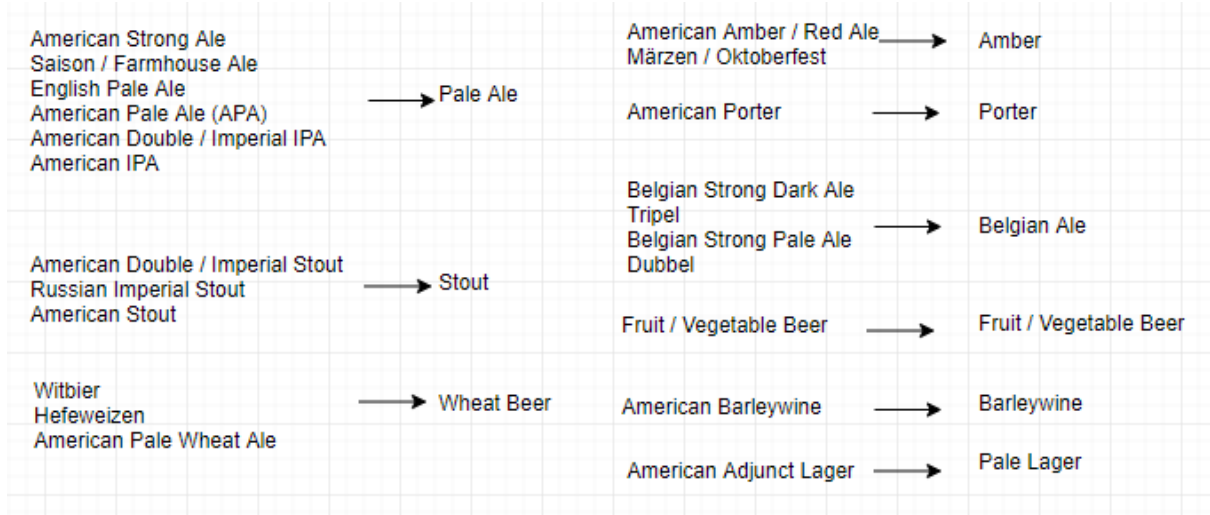 American Strong Ale
Saison / Farmhouse Ale
English Pale Ale
American Pale Ale (APA)
American Double / Imperial IPA
American IPA
Pale Ale
American Double / Imperial Stout
Russian Imperial Stout
American Stout
Stout
Witbier
Hefeweizen
American Pale Wheat Ale
Wheat Beer
American Amber / Red Ale
Märzen / Oktoberfest
Amber
American Porter
Porter
Belgian Strong Dark Ale
Tripel
Belgian Strong Pale Ale
Dubbel
Belgian Ale
Fruit / Vegetable Beer
Fruit / Vegetable Beer
American Barleywine
Barleywine
American Adjunct Lager
Pale Lager